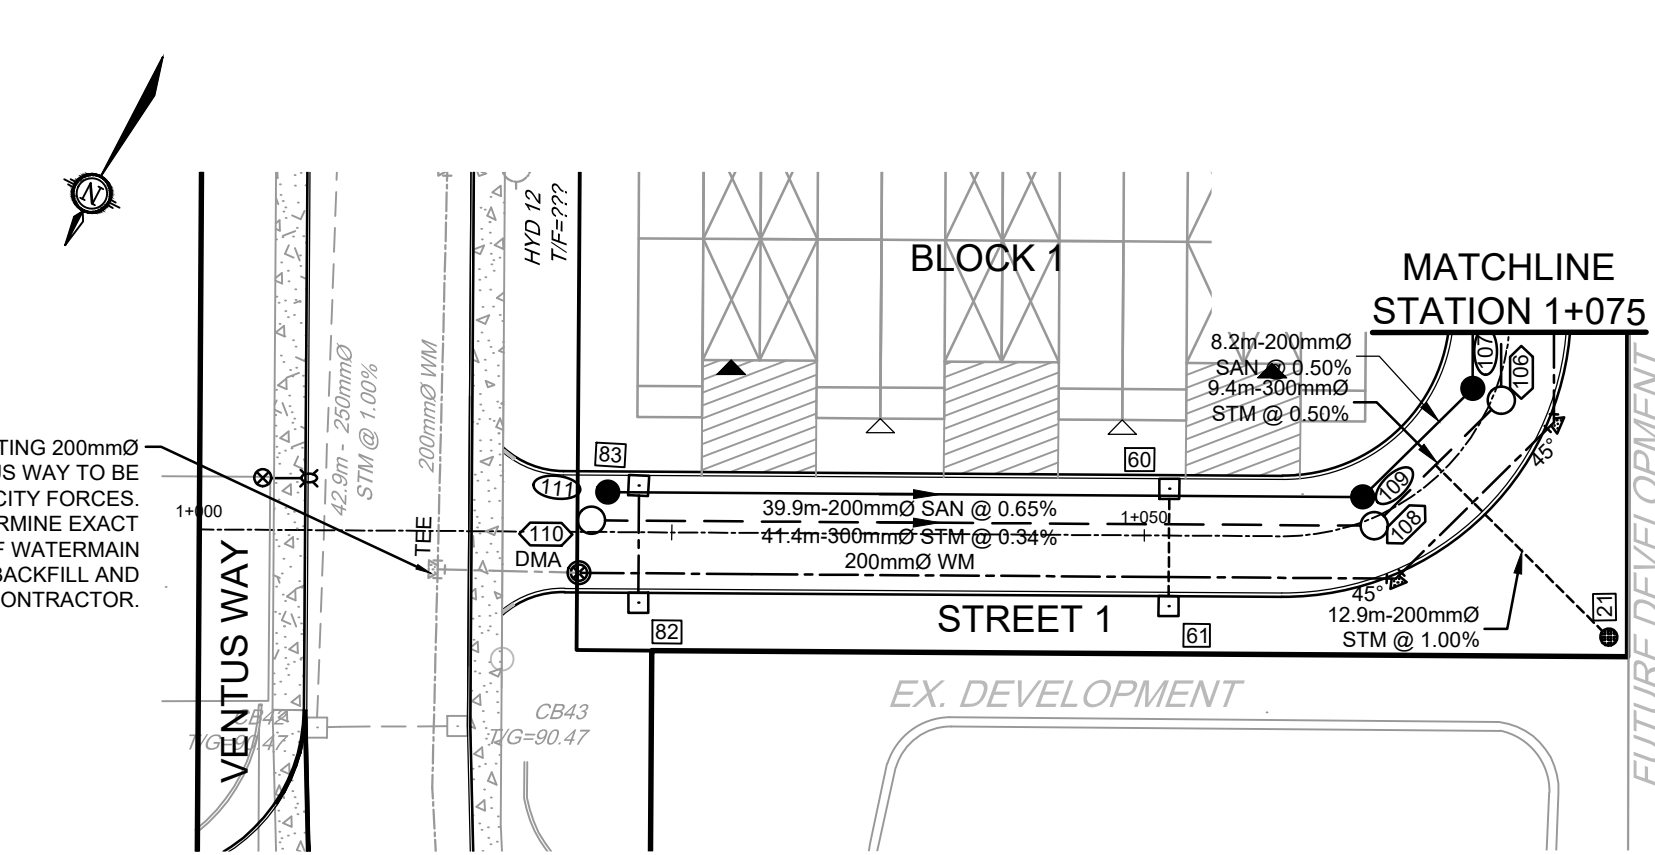 N
HYD 12
T/F=???
BLOCK 1
MATCHLINE
STATION 1+075
8.2m-200mmØ
SAN @ 0.50%
9.4m-300mmØ
STM @ 0.50%
107
106
42.9m - 250mmØ
STM @ 1.00%
200mmØ WM
TING 200mmØ
US WAY TO BE
CITY FORCES.
RMINE EXACT
F WATERMAIN
BACKFILL AND
ONTRACTOR.
1+000
TEE
83
111
110
DMA
39.9m-200mmØ SAN @ 0.65%
41.4m-300mmØ STM @ 0.34%
200mmØ WM
60
1+050
109
108
45°
45°
12.9m-200mmØ
STM @ 1.00%
21
82
STREET 1
61
VENTUS WAY
CB42
T/G=90.47
CB43
T/G=90.47
EX. DEVELOPMENT
FUTURE DEVELOPMENT